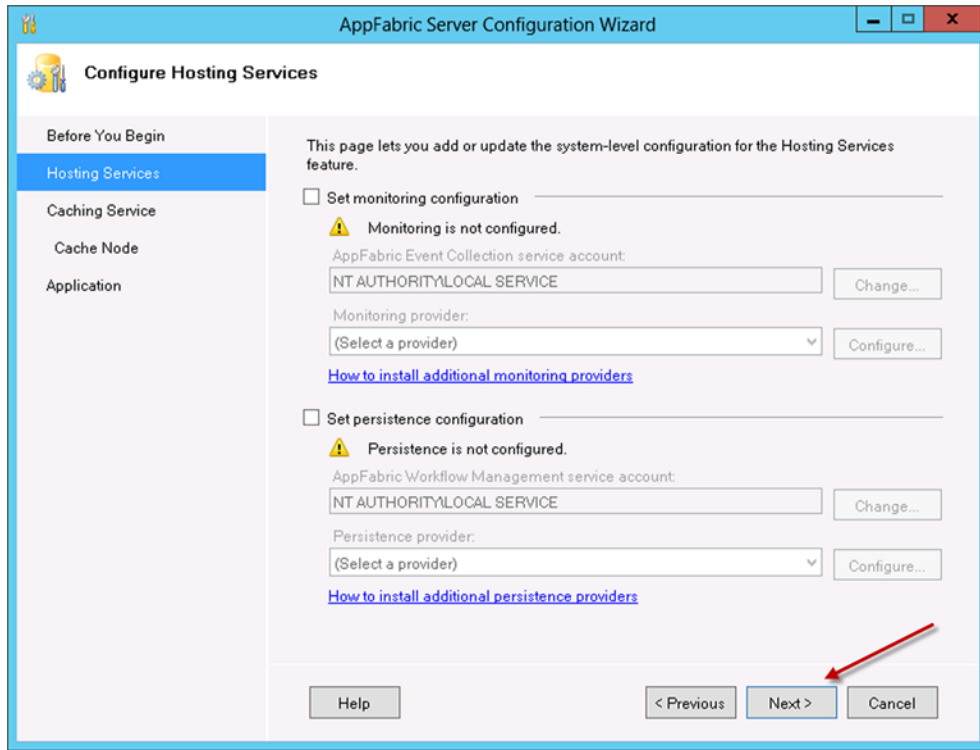 AppFabric Server Configuration Wizard
Configure Hosting Services
Before You Begin
Hosting Services
Caching Service
Cache Node
Application
This page lets you add or update the system-level configuration for the Hosting Services
feature.
Set monitoring configuration
Monitoring is not configured.
AppFabric Event Collection service account:
NT AUTHORITY\LOCAL SERVICE
Change...
Monitoring provider:
(Select a provider)
Configure...
How to install additional monitoring providers
Set persistence configuration
Persistence is not configured.
AppFabric Workflow Management service account:
NT AUTHORITY\LOCAL SERVICE
Change...
Persistence provider:
(Select a provider)
Configure...
How to install additional persistence providers
Help
< Previous
Next >
Cancel